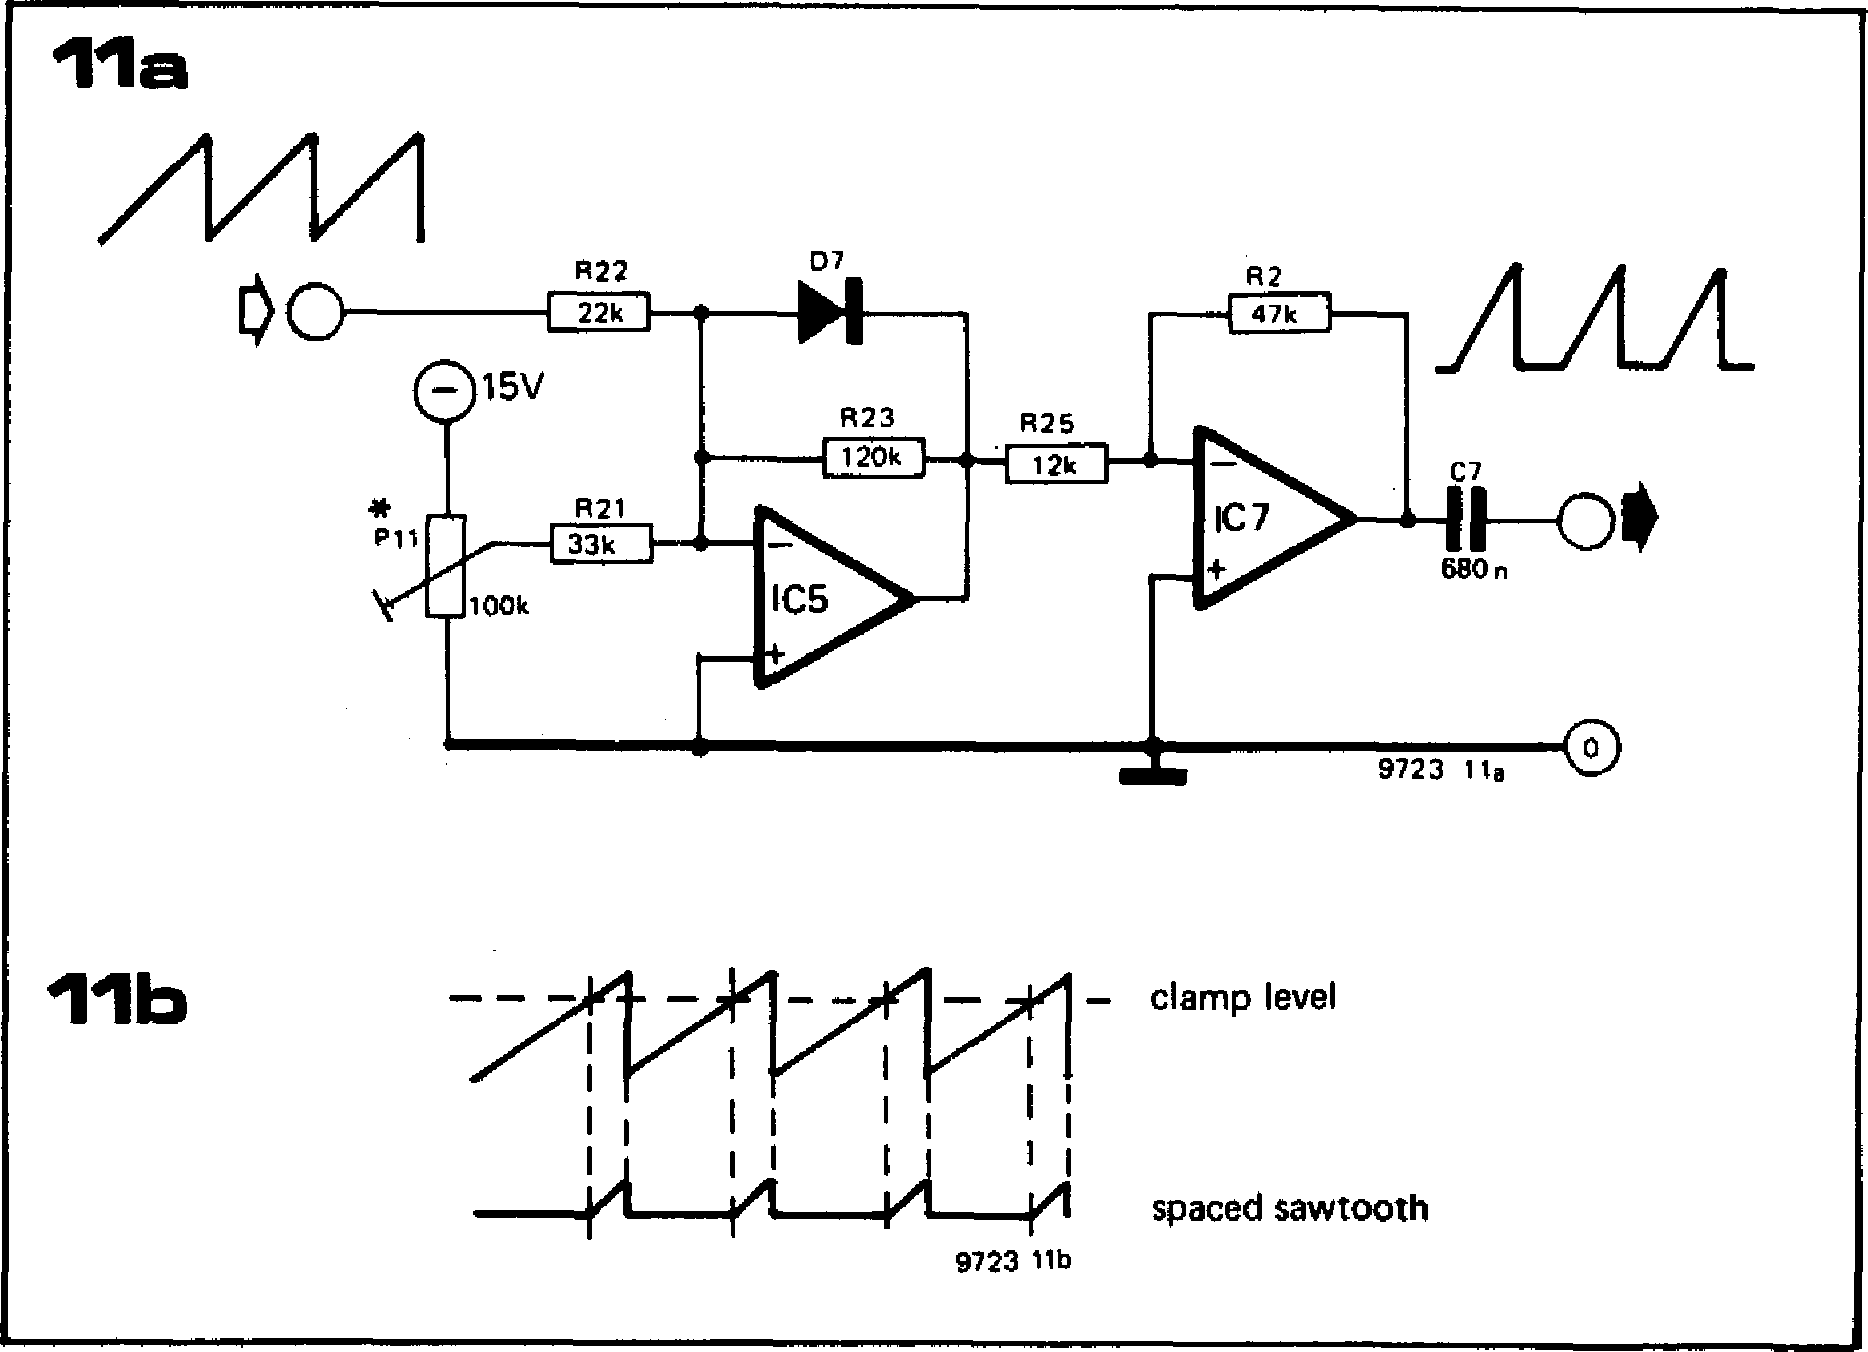 11a
D7
R22
22k
R2
47k
− 15V
R23
120k
R25
12k
C7
*
P11
R21
33k
−
−
IC7
+
680n
100k
IC5
+
0
9723 11a
11b
clamp level
spaced sawtooth
9723 11b